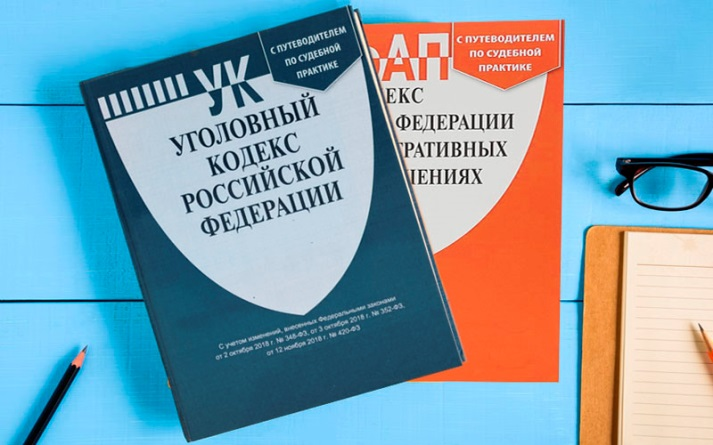 УК
С ПУТЕВОДИТЕЛЕМ
ПО СУДЕБНОЙ
ПРАКТИКЕ
УГОЛОВНЫЙ
КОДЕКС
РОССИЙСКОЙ
ФЕДЕРАЦИИ
С учетом изменений, внесенных Федеральными законами
от 2 октября 2018 г. № 348-ФЗ, от 3 октября 2018 г. № 352-ФЗ,
от 12 ноября 2018 г. № 420-ФЗ
АП
С ПУТЕВОДИТЕЛЕМ
ПО СУДЕБНОЙ
ПРАКТИКЕ
ЕКС
ФЕДЕРАЦИИ
ТРАТИВНЫХ
ЕНИЯХ